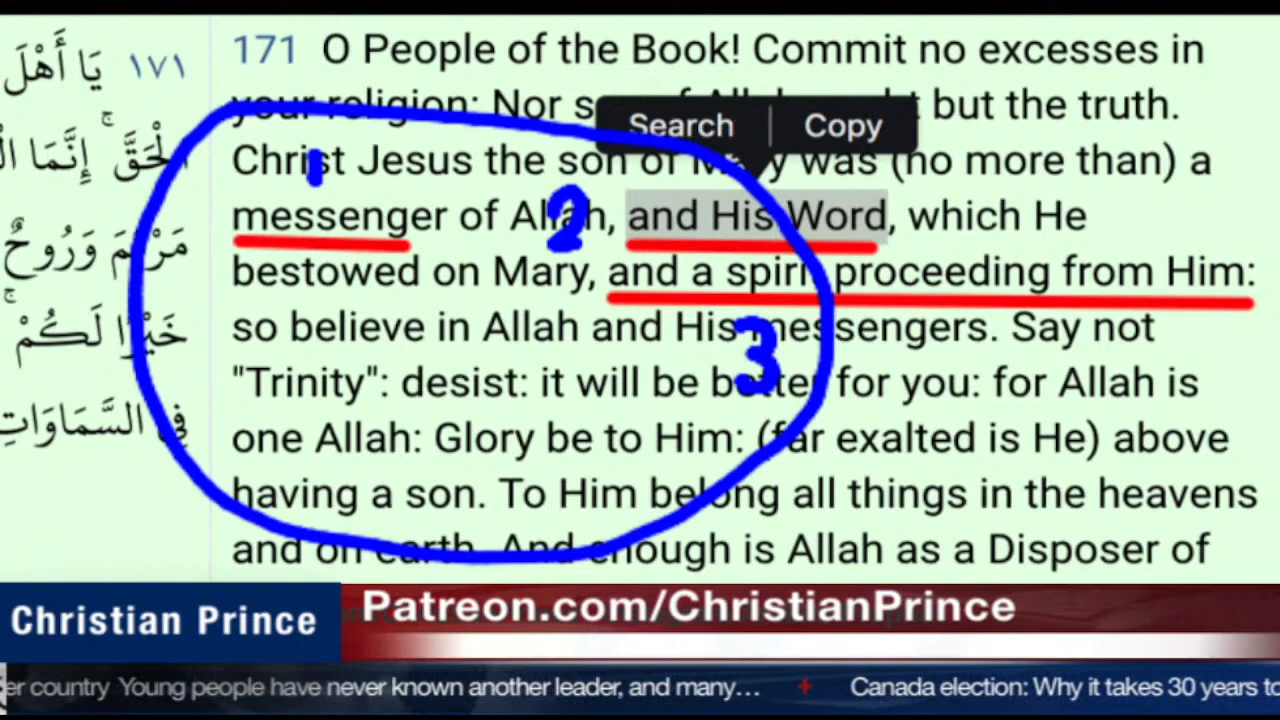 171 O People of the Book! Commit no excesses in
your religion: Nor but the truth.
Search Copy
Christ Jesus the son of Mary was (no more than) a
1
messenger of Allah, and His Word, which He
2
bestowed on Mary, and a spirit proceeding from Him:
so believe in Allah and His messengers. Say not
3
"Trinity": desist: it will be better for you: for Allah is
one Allah: Glory be to Him: (far exalted is He) above
having a son. To Him belong all things in the heavens
and on earth. And enough is Allah as a Disposer of
١٧١ يَا أَهْلَ
الْحَقَّ ۚ إِنَّمَا
مَرْيَمَ وَرُوحٌ
خَيْرًا لَكُمْ ۚ
فِي السَّمَاوَاتِ
Christian Prince
Patreon.com/ChristianPrince
er country Young people have never known another leader, and many… Canada election: Why it takes 30 years to